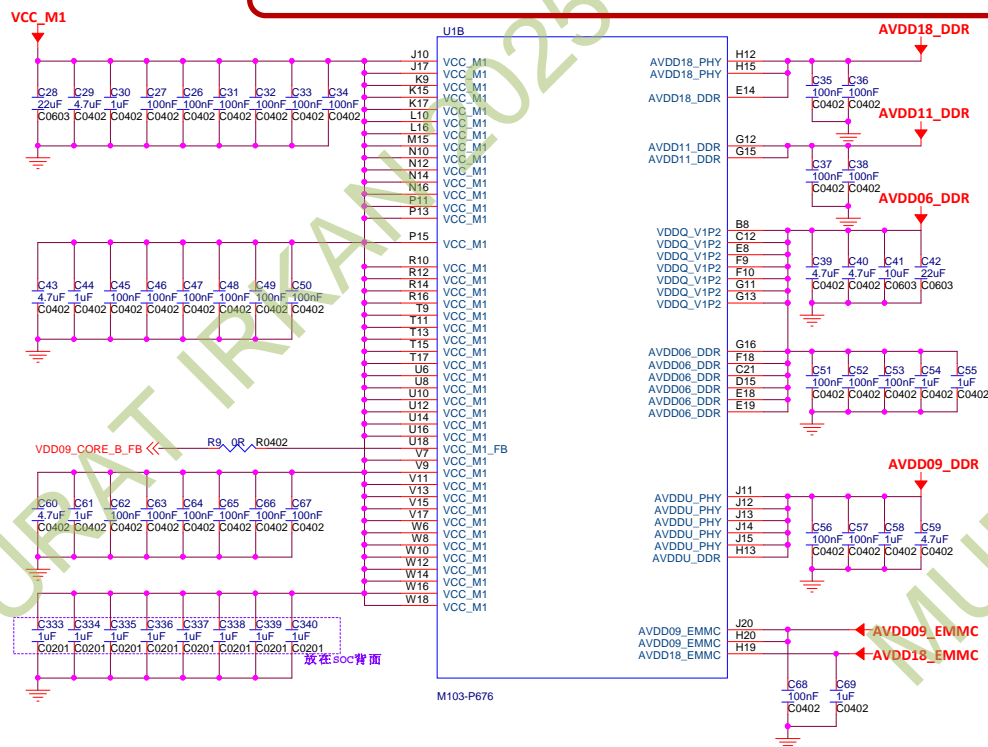 VCC_M1
U1B
AVDD18_DDR
J10 VCC_M1
J17 VCC_M1
K9 VCC_M1
K15 VCC_M1
K17 VCC_M1
L10 VCC_M1
L16 VCC_M1
M15 VCC_M1
N10 VCC_M1
N12 VCC_M1
N14 VCC_M1
N16 VCC_M1
P11 VCC_M1
P13 VCC_M1
P15 VCC_M1
R10 VCC_M1
R12 VCC_M1
R14 VCC_M1
R16 VCC_M1
T9 VCC_M1
T11 VCC_M1
T13 VCC_M1
T15 VCC_M1
T17 VCC_M1
U6 VCC_M1
U8 VCC_M1
U10 VCC_M1
U12 VCC_M1
U14 VCC_M1
U16 VCC_M1
U18 VCC_M1_FB
V7 VCC_M1
V9 VCC_M1
V11 VCC_M1
V13 VCC_M1
V15 VCC_M1
V17 VCC_M1
W6 VCC_M1
W8 VCC_M1
W10 VCC_M1
W12 VCC_M1
W14 VCC_M1
W16 VCC_M1
W18 VCC_M1
C28 C29 C30 C27 C26 C31 C32 C33 C34
22uF 4.7uF 1uF 100nF 100nF 100nF 100nF 100nF 100nF
C0603 C0402 C0402 C0402 C0402 C0402 C0402 C0402 C0402
C43 C44 C45 C46 C47 C48 C49 C50
4.7uF 1uF 100nF 100nF 100nF 100nF 100nF 100nF
C0402 C0402 C0402 C0402 C0402 C0402 C0402 C0402
VDD09_CORE_B_FB R9 0R R0402
C60 C61 C62 C63 C64 C65 C66 C67
4.7uF 1uF 100nF 100nF 100nF 100nF 100nF 100nF
C0402 C0402 C0402 C0402 C0402 C0402 C0402 C0402
C333 C334 C335 C336 C337 C338 C339 C340
1uF 1uF 1uF 1uF 1uF 1uF 1uF 1uF
C0201 C0201 C0201 C0201 C0201 C0201 C0201 C0201
放在SOC背面
AVDD18_PHY H12
AVDD18_PHY H15
AVDD18_DDR E14
C35 C36
100nF 100nF
C0402 C0402
AVDD11_DDR
AVDD11_DDR G12
AVDD11_DDR G15
C37 C38
100nF 100nF
C0402 C0402
AVDD06_DDR
VDDQ_V1P2 B8
VDDQ_V1P2 C12
VDDQ_V1P2 E8
VDDQ_V1P2 F9
VDDQ_V1P2 F10
VDDQ_V1P2 G11
VDDQ_V1P2 G13
C39 C40 C41 C42
4.7uF 4.7uF 10uF 22uF
C0402 C0402 C0603 C0603
AVDD06_DDR G16
AVDD06_DDR F18
AVDD06_DDR C21
AVDD06_DDR D15
AVDD06_DDR E18
AVDD06_DDR E19
C51 C52 C53 C54 C55
100nF 100nF 100nF 1uF 1uF
C0402 C0402 C0402 C0402 C0402
AVDD09_DDR
AVDDU_PHY J11
AVDDU_PHY J12
AVDDU_PHY J13
AVDDU_PHY J14
AVDDU_PHY J15
AVDDU_DDR H13
C56 C57 C58 C59
100nF 100nF 1uF 4.7uF
C0402 C0402 C0402 C0402
AVDD09_EMMC J20 AVDD09_EMMC
AVDD09_EMMC H20
AVDD18_EMMC H19 AVDD18_EMMC
C68 C69
100nF 1uF
C0402 C0402
M103-P676
URAT IRKAN 2025
MU